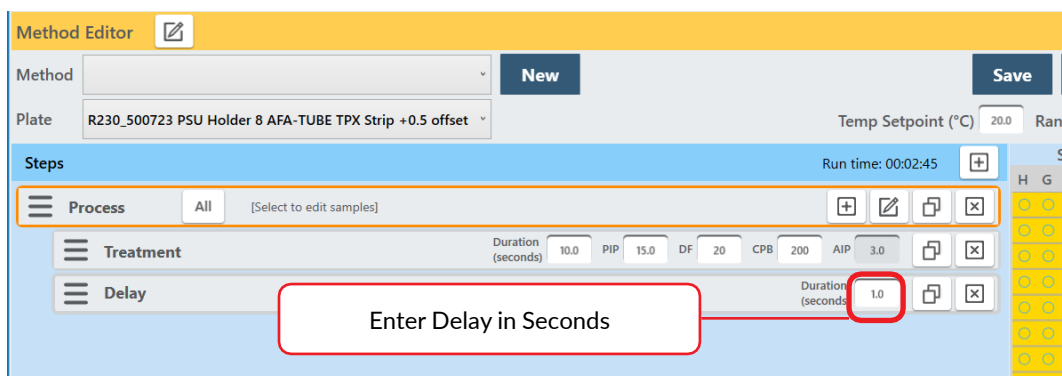 Method Editor
Method New Save
Plate R230_500723 PSU Holder 8 AFA-TUBE TPX Strip +0.5 offset Temp Setpoint (°C) 20.0 Ran
Steps Run time: 00:02:45 S
H G
Process All [Select to edit samples]
Treatment Duration (seconds) 10.0 PIP 15.0 DF 20 CPB 200 AIP 3.0
Delay Duration (seconds 1.0
Enter Delay in Seconds